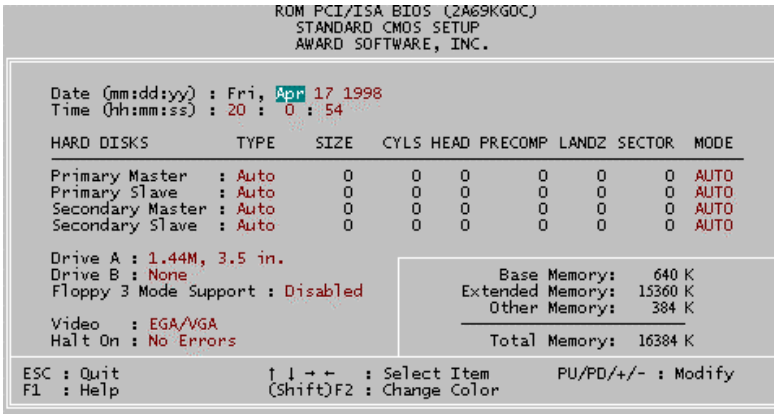 ROM PCI/ISA BIOS (2A69KG0C)
STANDARD CMOS SETUP
AWARD SOFTWARE, INC.
Date (mm:dd:yy) : Fri, Apr 17 1998
Time (hh:mm:ss) : 20 : 0 : 54
HARD DISKS TYPE SIZE CYLS HEAD PRECOMP LANDZ SECTOR MODE
Primary Master : Auto 0 0 0 0 0 0 AUTO
Primary Slave : Auto 0 0 0 0 0 0 AUTO
Secondary Master : Auto 0 0 0 0 0 0 AUTO
Secondary Slave : Auto 0 0 0 0 0 0 AUTO
Drive A : 1.44M, 3.5 in.
Drive B : None
Floppy 3 Mode Support : Disabled
Video : EGA/VGA
Halt On : No Errors
Base Memory: 640 K
Extended Memory: 15360 K
Other Memory: 384 K
Total Memory: 16384 K
ESC : Quit ↑ ↓ → ← : Select Item PU/PD/+/- : Modify
F1 : Help (Shift)F2 : Change Color